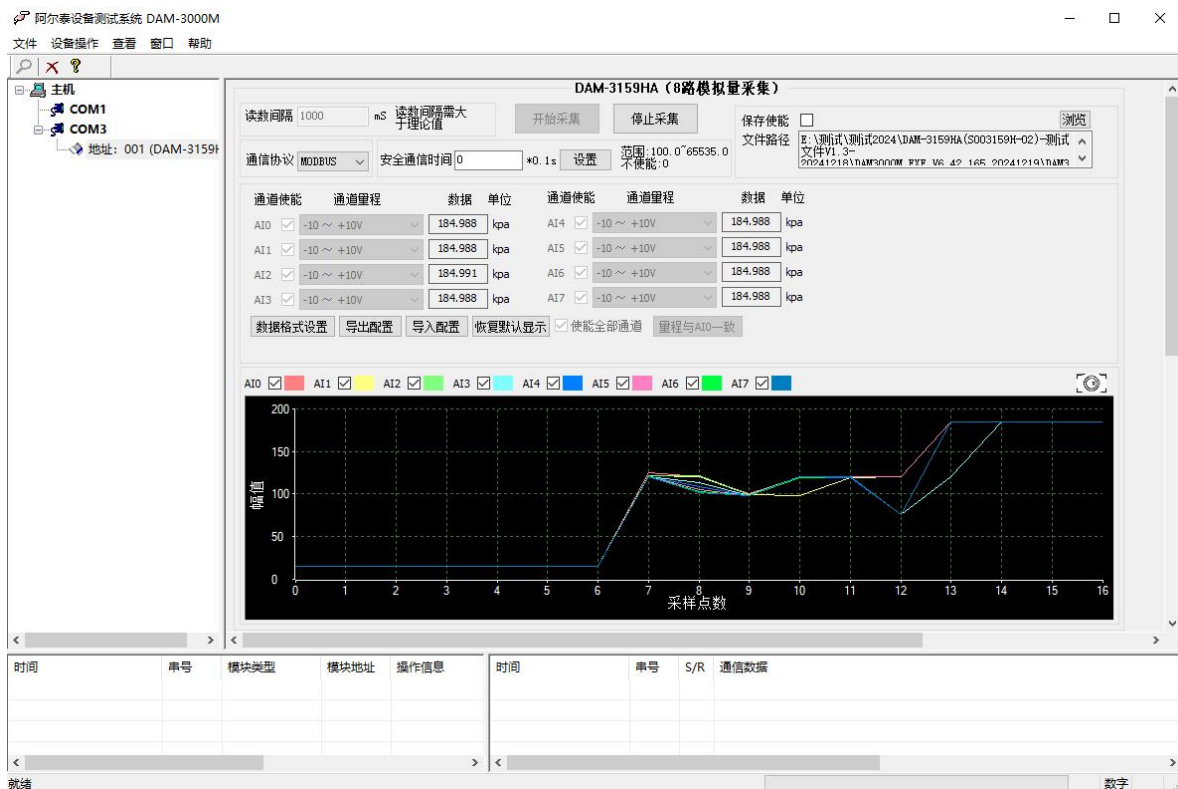 阿尔泰设备测试系统 DAM-3000M
文件 设备操作 查看 窗口 帮助
主机
COM1
COM3
地址: 001 (DAM-3159H
DAM-3159HA（8路模拟量采集）
读数间隔 1000 mS 读数间隔需大于理论值 开始采集 停止采集
保存使能 浏览
文件路径 E:\测试\测试2024\DAM-3159HA(S003159H-02)-测试
文件V1.3-
20241218\DAM3000M_EXE_V6.42.165_20241219\DAM3
通信协议 MODBUS 安全通信时间 0 *0.1s 设置 范围:100.0~65535.0
不使能:0
通道使能 通道量程 数据 单位 通道使能 通道量程 数据 单位
AI0 -10 ～ +10V 184.988 kpa AI4 -10 ～ +10V 184.988 kpa
AI1 -10 ～ +10V 184.988 kpa AI5 -10 ～ +10V 184.988 kpa
AI2 -10 ～ +10V 184.991 kpa AI6 -10 ～ +10V 184.988 kpa
AI3 -10 ～ +10V 184.988 kpa AI7 -10 ～ +10V 184.988 kpa
数据格式设置 导出配置 导入配置 恢复默认显示 使能全部通道 量程与AI0一致
AI0 AI1 AI2 AI3 AI4 AI5 AI6 AI7
200
150
100
50
0
幅值
0 1 2 3 4 5 6 7 8 9 10 11 12 13 14 15 16
采样点数
时间 串号 模块类型 模块地址 操作信息 时间 串号 S/R 通信数据
就绪 数字